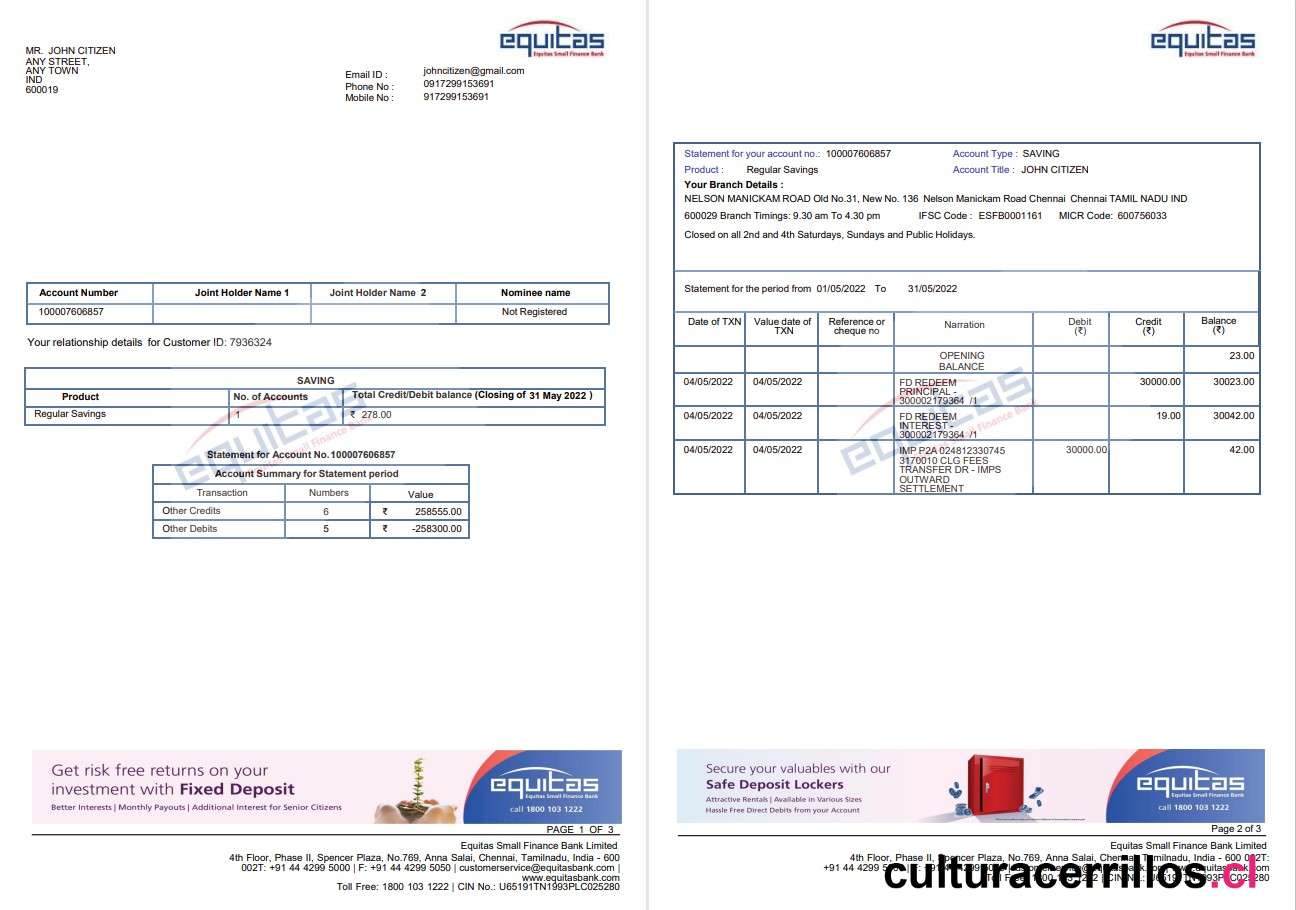 equitas
Equitas Small Finance Bank
MR. JOHN CITIZEN
ANY STREET,
ANY TOWN
IND
600019
Email ID : johncitizen@gmail.com
Phone No : 0917299153691
Mobile No : 917299153691
Account Number Joint Holder Name 1 Joint Holder Name 2 Nominee name
100007606857 Not Registered
Your relationship details for Customer ID: 7936324
SAVING
Product No. of Accounts Total Credit/Debit balance (Closing of 31 May 2022 )
Regular Savings 1 ₹ 278.00
equitas
Equitas Small Finance Bank
Statement for Account No.100007606857
Account Summary for Statement period
Transaction Numbers Value
Other Credits 6 ₹ 258555.00
Other Debits 5 ₹ -258300.00
Get risk free returns on your
investment with Fixed Deposit
Better Interests | Monthly Payouts | Additional Interest for Senior Citizens
equitas
Equitas Small Finance Bank
call 1800 103 1222
PAGE 1 OF 3
Equitas Small Finance Bank Limited
4th Floor, Phase II, Spencer Plaza, No.769, Anna Salai, Chennai, Tamilnadu, India - 600
002T: +91 44 4299 5000 | F: +91 44 4299 5050 | customerservice@equitasbank.com |
www.equitasbank.com
Toll Free: 1800 103 1222 | CIN No.: U65191TN1993PLC025280
equitas
Equitas Small Finance Bank
Statement for your account no.: 100007606857 Account Type : SAVING
Product : Regular Savings Account Title : JOHN CITIZEN
Your Branch Details :
NELSON MANICKAM ROAD Old No.31, New No. 136 Nelson Manickam Road Chennai Chennai TAMIL NADU IND
600029 Branch Timings: 9.30 am To 4.30 pm IFSC Code : ESFB0001161 MICR Code: 600756033
Closed on all 2nd and 4th Saturdays, Sundays and Public Holidays.
Statement for the period from 01/05/2022 To 31/05/2022
Date of TXN Value date of TXN Reference or cheque no Narration Debit (₹) Credit (₹) Balance (₹)
OPENING BALANCE 23.00
04/05/2022 04/05/2022 FD REDEEM 30000.00 30023.00
PRINCIPAL -
300002179364 /1
04/05/2022 04/05/2022 FD REDEEM 19.00 30042.00
INTEREST -
300002179364 /1
04/05/2022 04/05/2022 IMP P2A 024812330745 30000.00 42.00
3170010 CLG FEES
TRANSFER DR - IMPS
OUTWARD
SETTLEMENT
equitas
Equitas Small Finance Bank
Secure your valuables with our
Safe Deposit Lockers
Attractive Rentals | Available in Various Sizes
Hassle Free Direct Debits from your Account
equitas
Equitas Small Finance Bank
call 1800 103 1222
Page 2 of 3
Equitas Small Finance Bank Limited
4th Floor, Phase II, Spencer Plaza, No.769, Anna Salai, Chennai, Tamilnadu, India - 600 002T:
culturacerrillos.cl